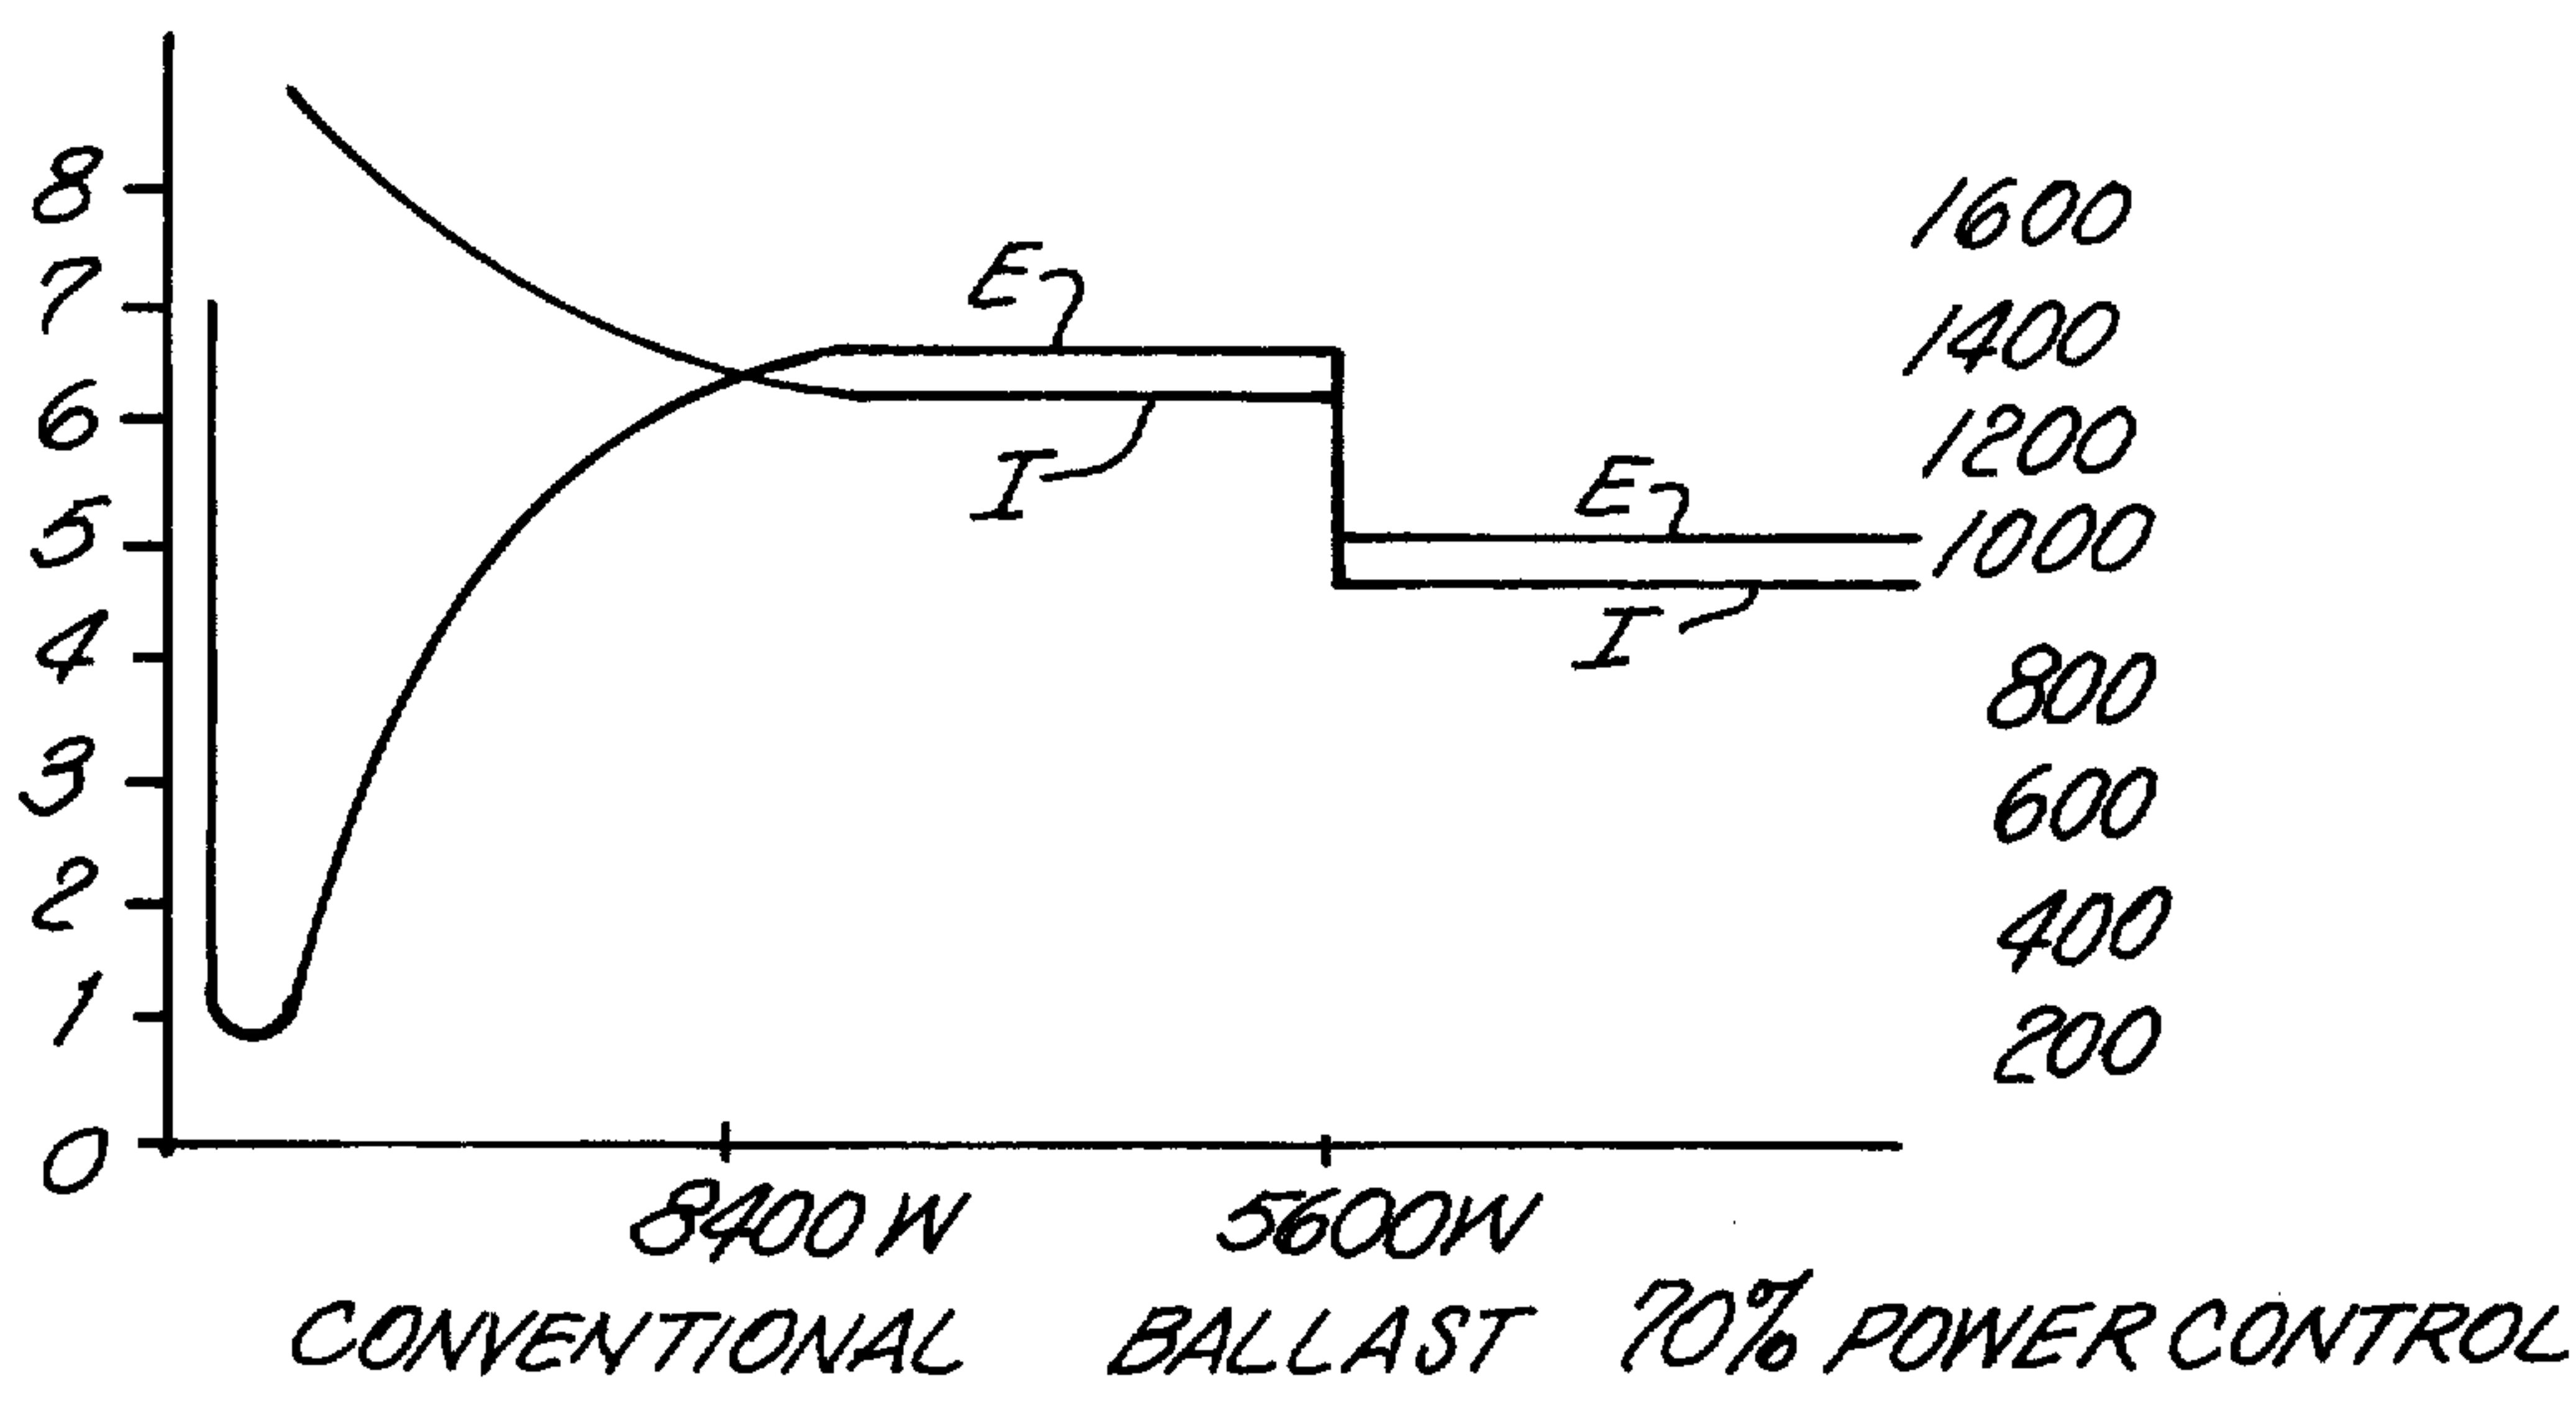 8 1600
7 E 1400
6 1200
I
5 E 1000
4 I 800
3 600
2 400
1 200
0
8400W 5600W
CONVENTIONAL BALLAST 70% POWER CONTROL